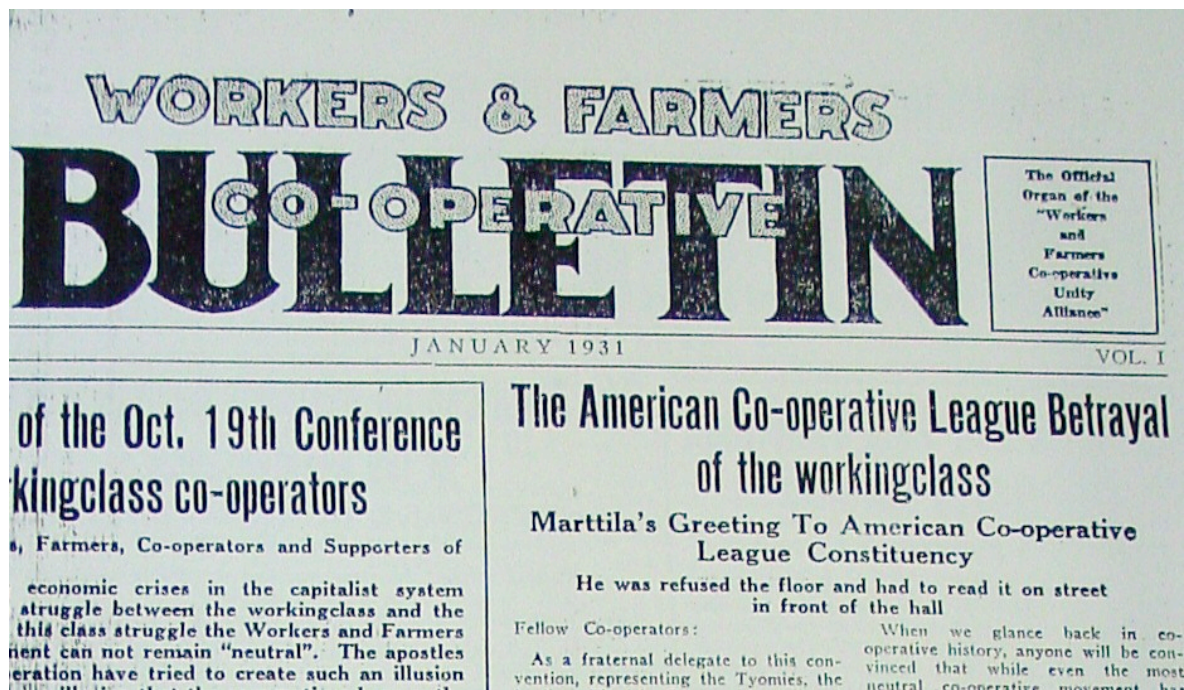 WORKERS & FARMERS
CO-OPERATIVE
BULLETIN
The Official
Organ of the
"Workers
and
Farmers
Co-operative
Unity
Alliance"
JANUARY 1931
VOL. I
of the Oct. 19th Conference
kingclass co-operators
s, Farmers, Co-operators and Supporters of
economic crises in the capitalist system
struggle between the workingclass and the
this class struggle the Workers and Farmers
ment can not remain "neutral". The apostles
eration have tried to create such an illusion
The American Co-operative League Betrayal
of the workingclass
Marttila's Greeting To American Co-operative
League Constituency
He was refused the floor and had to read it on street
in front of the hall
Fellow Co-operators:
As a fraternal delegate to this con-
vention, representing the Tyomies, the
When we glance back in co-
operative history, anyone will be con-
vinced that while even the most
neutral co-operative movement has